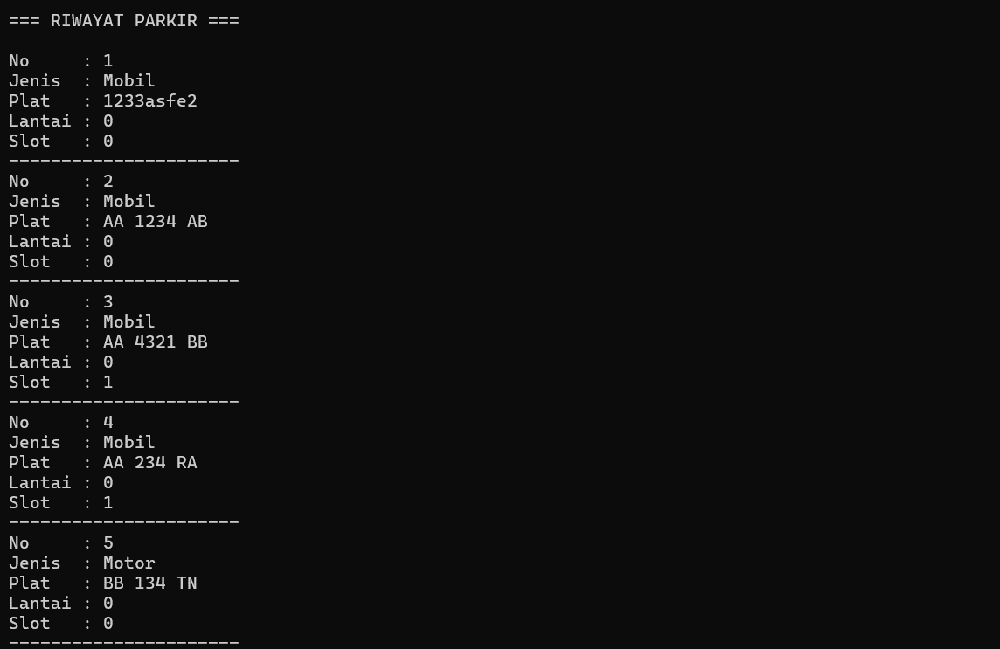 === RIWAYAT PARKIR ===
No     : 1
Jenis  : Mobil
Plat   : 1233asfe2
Lantai : 0
Slot   : 0
----------------------
No     : 2
Jenis  : Mobil
Plat   : AA 1234 AB
Lantai : 0
Slot   : 0
----------------------
No     : 3
Jenis  : Mobil
Plat   : AA 4321 BB
Lantai : 0
Slot   : 1
----------------------
No     : 4
Jenis  : Mobil
Plat   : AA 234 RA
Lantai : 0
Slot   : 1
----------------------
No     : 5
Jenis  : Motor
Plat   : BB 134 TN
Lantai : 0
Slot   : 0
----------------------